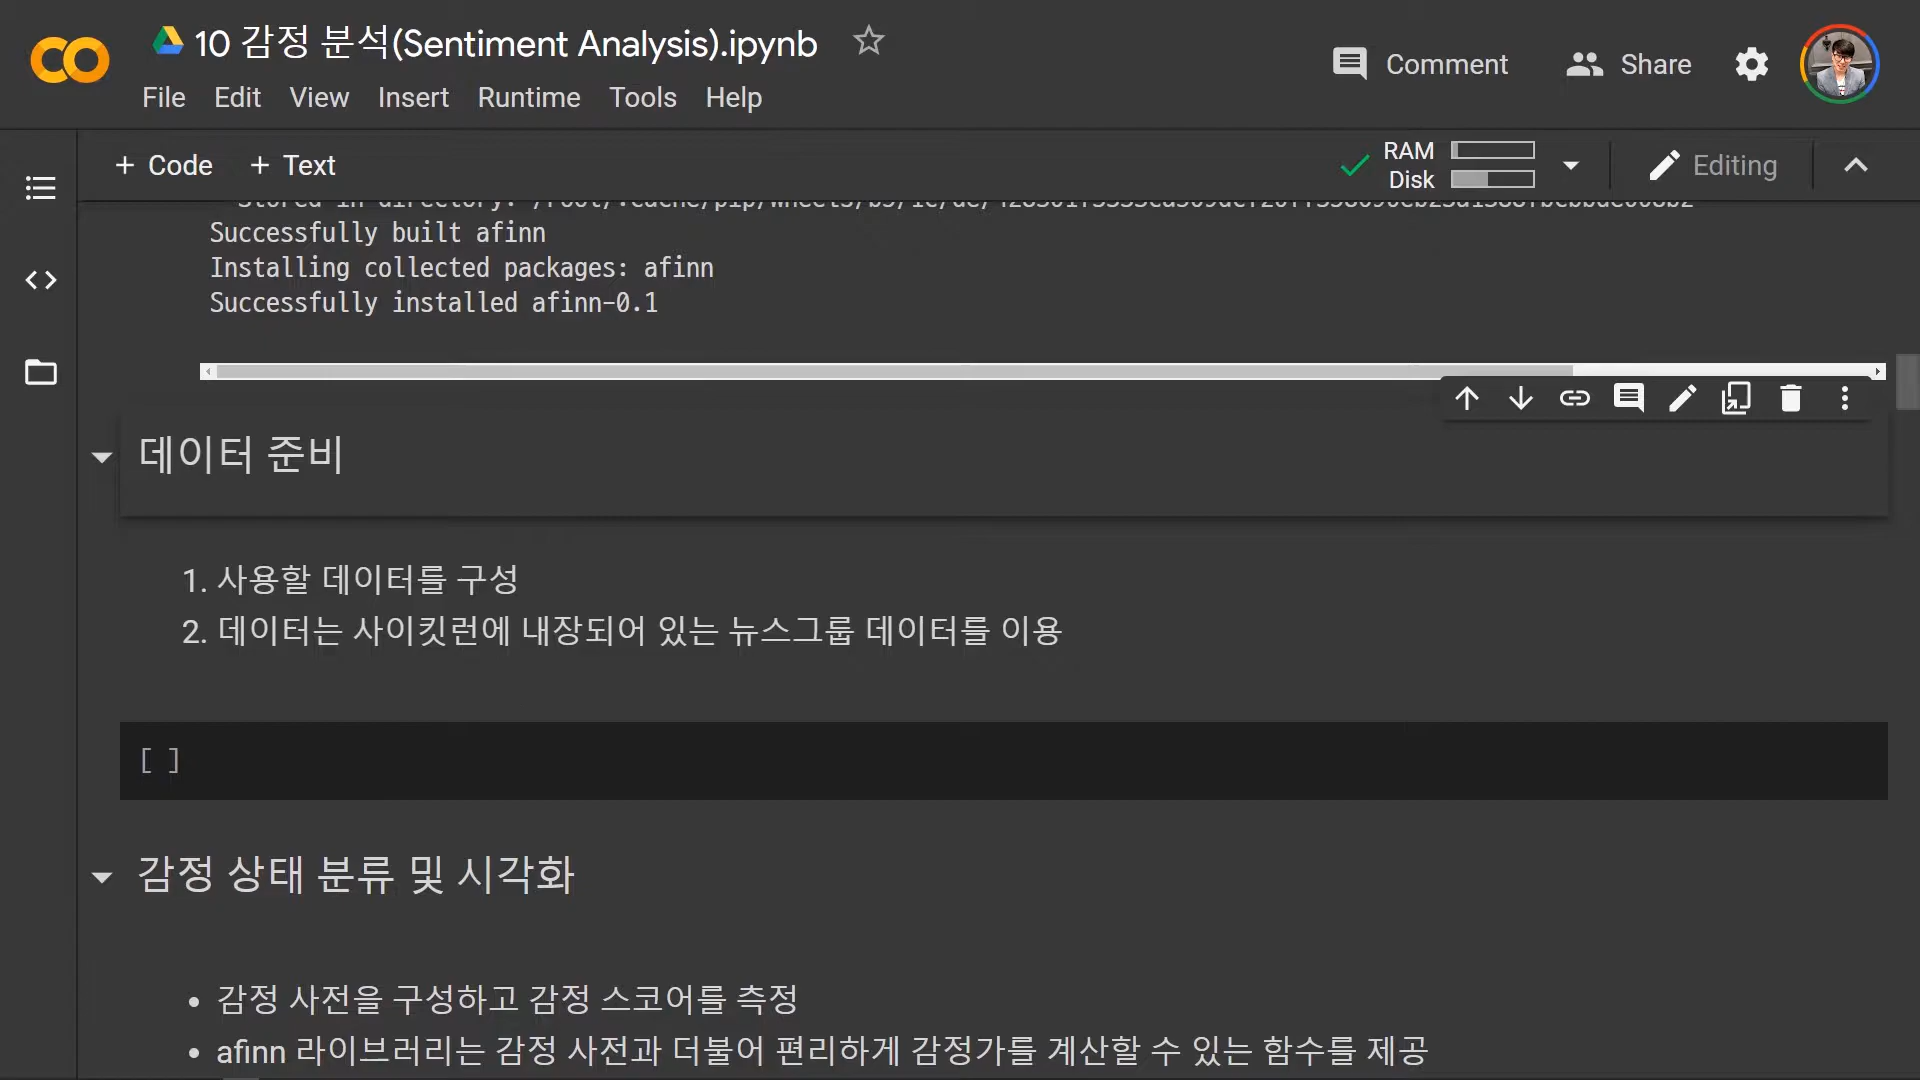 10 감정 분석(Sentiment Analysis).ipynb
Comment
Share
File Edit View Insert Runtime Tools Help
+ Code + Text
RAM
Disk
Editing
Successfully built afinn
Installing collected packages: afinn
Successfully installed afinn-0.1
데이터 준비
1. 사용할 데이터를 구성
2. 데이터는 사이킷런에 내장되어 있는 뉴스그룹 데이터를 이용
[ ]
감정 상태 분류 및 시각화
• 감정 사전을 구성하고 감정 스코어를 측정
• afinn 라이브러리는 감정 사전과 더불어 편리하게 감정가를 계산할 수 있는 함수를 제공